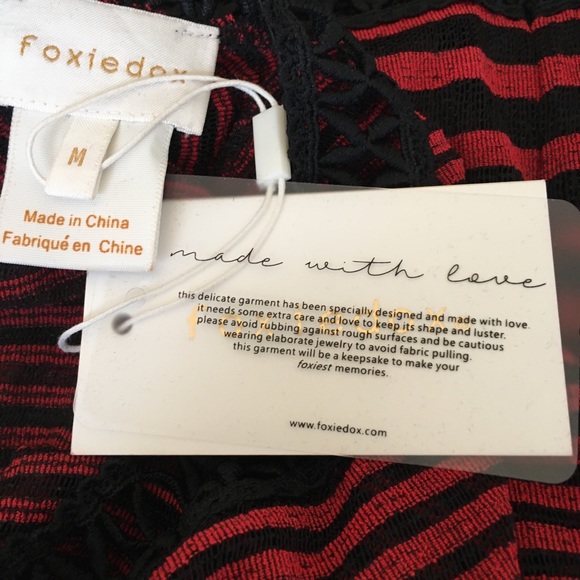 foxiedox
M
Made in China
Fabriqué en Chine
made with love
this delicate garment has been specially designed and made with love.
it needs some extra care and love to keep its shape and luster.
please avoid rubbing against rough surfaces and be cautious
wearing elaborate jewelry to avoid fabric pulling.
this garment will be a keepsake to make your
foxiest memories.
foxiedox
www.foxiedox.com